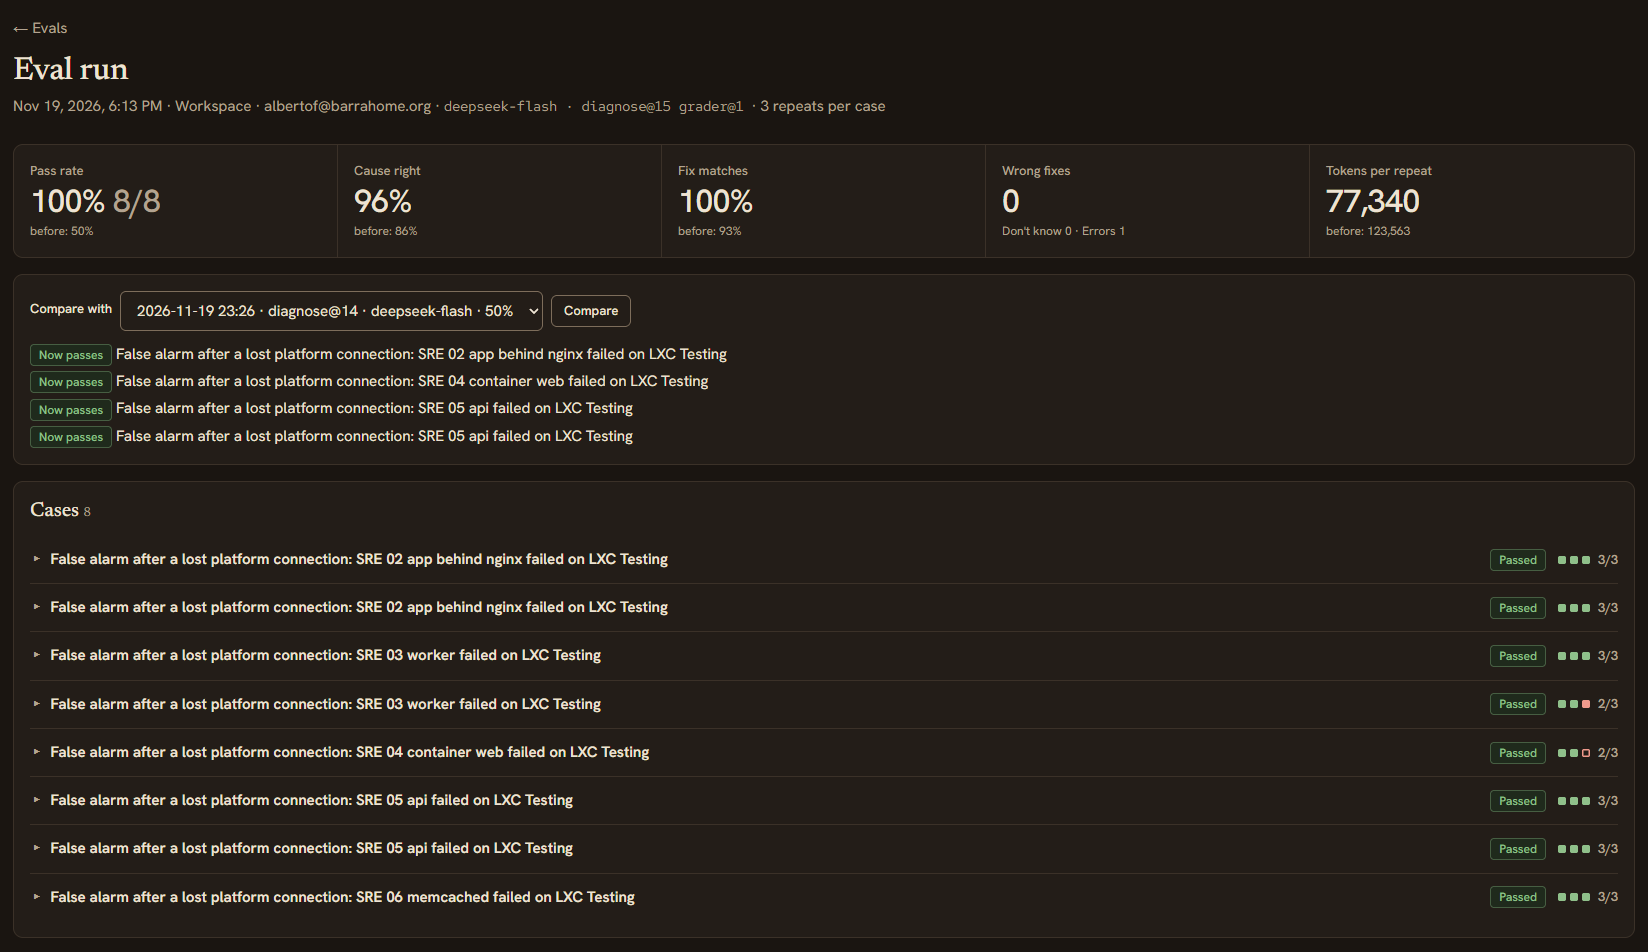 ← Evals
Eval run
Nov 19, 2026, 6:13 PM · Workspace · albertof@barrahome.org · deepseek-flash · diagnose@15 grader@1 · 3 repeats per case
Pass rate
100% 8/8
before: 50%
Cause right
96%
before: 86%
Fix matches
100%
before: 93%
Wrong fixes
0
Don't know 0 · Errors 1
Tokens per repeat
77,340
before: 123,563
Compare with 2026-11-19 23:26 · diagnose@14 · deepseek-flash · 50% Compare
Now passes False alarm after a lost platform connection: SRE 02 app behind nginx failed on LXC Testing
Now passes False alarm after a lost platform connection: SRE 04 container web failed on LXC Testing
Now passes False alarm after a lost platform connection: SRE 05 api failed on LXC Testing
Now passes False alarm after a lost platform connection: SRE 05 api failed on LXC Testing
Cases 8
False alarm after a lost platform connection: SRE 02 app behind nginx failed on LXC Testing Passed 3/3
False alarm after a lost platform connection: SRE 02 app behind nginx failed on LXC Testing Passed 3/3
False alarm after a lost platform connection: SRE 03 worker failed on LXC Testing Passed 3/3
False alarm after a lost platform connection: SRE 03 worker failed on LXC Testing Passed 2/3
False alarm after a lost platform connection: SRE 04 container web failed on LXC Testing Passed 2/3
False alarm after a lost platform connection: SRE 05 api failed on LXC Testing Passed 3/3
False alarm after a lost platform connection: SRE 05 api failed on LXC Testing Passed 3/3
False alarm after a lost platform connection: SRE 06 memcached failed on LXC Testing Passed 3/3